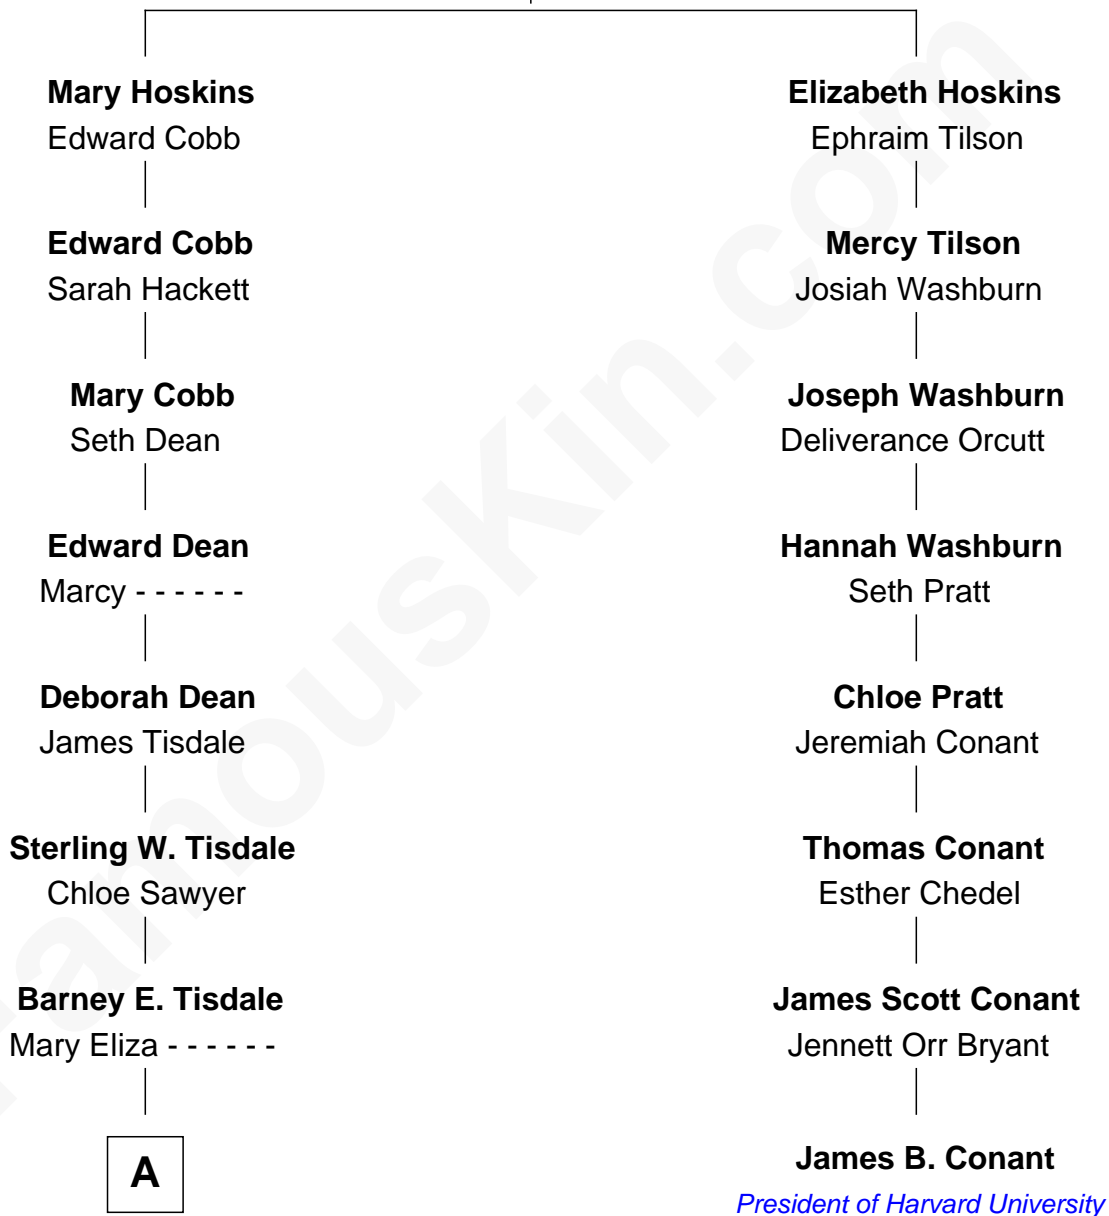 Mary Hoskins
Edward Cobb
Edward Cobb
Sarah Hackett
Mary Cobb
Seth Dean
Edward Dean
Marcy - - - - - -
Deborah Dean
James Tisdale
Sterling W. Tisdale
Chloe Sawyer
Barney E. Tisdale
Mary Eliza - - - - - -
A
Elizabeth Hoskins
Ephraim Tilson
Mercy Tilson
Josiah Washburn
Joseph Washburn
Deliverance Orcutt
Hannah Washburn
Seth Pratt
Chloe Pratt
Jeremiah Conant
Thomas Conant
Esther Chedel
James Scott Conant
Jennett Orr Bryant
James B. Conant
President of Harvard University
FamousKin.com